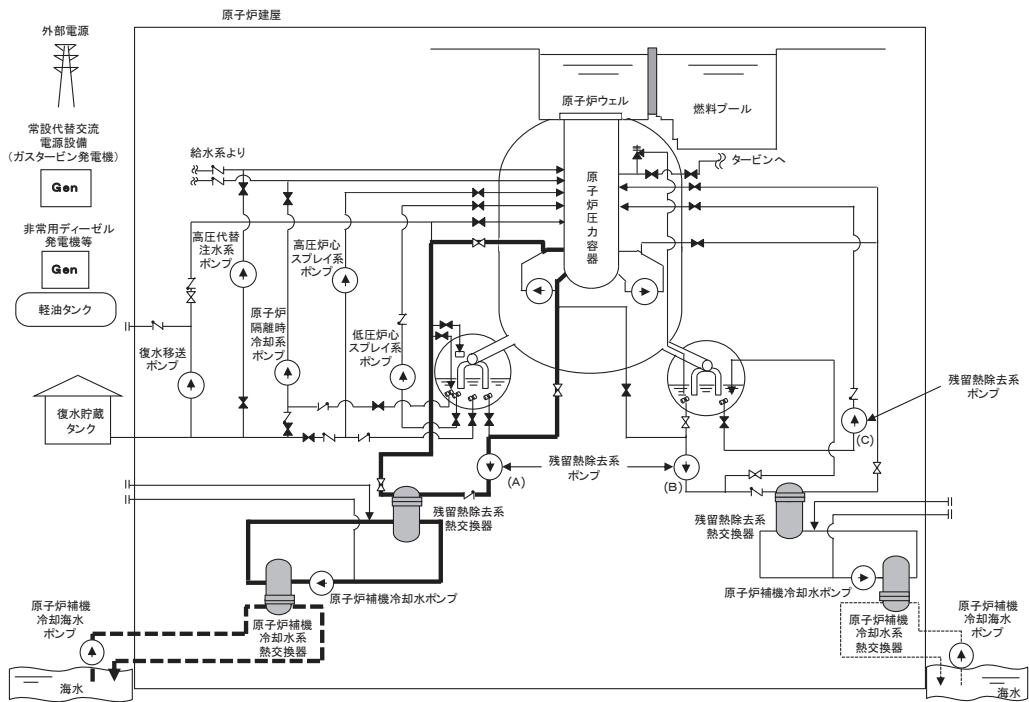 原子炉建屋
外部電源
常設代替交流
電源設備
(ガスタービン発電機)
Gen
非常用ディーゼル
発電機等
Gen
軽油タンク
復水貯蔵
タンク
給水系より
高圧代替
注水系
ポンプ
原子炉
隔離時
冷却系
ポンプ
高圧炉心
スプレイ系
ポンプ
低圧炉心
スプレイ系
ポンプ
復水移送
ポンプ
原子炉ウェル
燃料プール
原子炉圧力容器
タービンへ
残留熱除去系
ポンプ
(C)
(A)
残留熱除去系
ポンプ
(B)
残留熱除去系
熱交換器
残留熱除去系
熱交換器
原子炉補機冷却水ポンプ
原子炉補機冷却水ポンプ
原子炉補機
冷却海水
ポンプ
原子炉補機
冷却水系
熱交換器
原子炉補機
冷却水系
熱交換器
原子炉補機
冷却海水
ポンプ
海水
海水